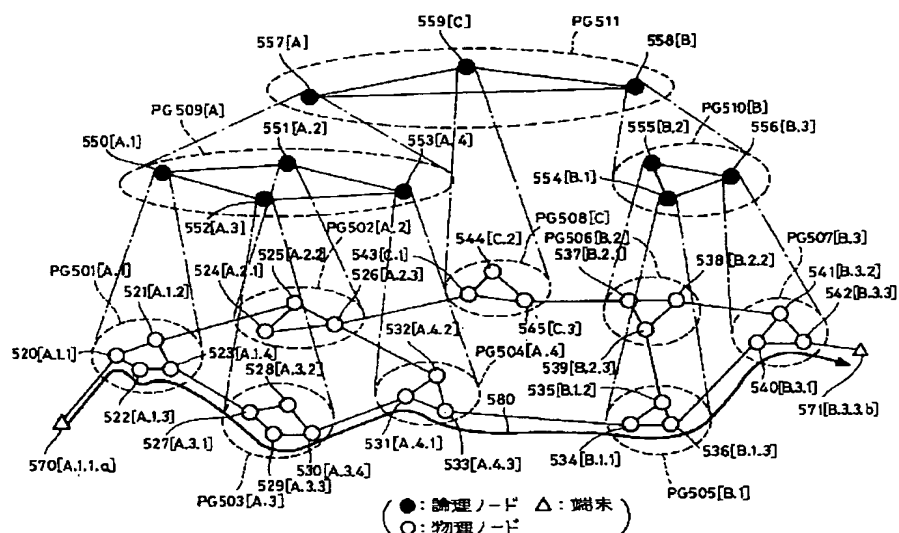 559[C]
PG511
557[A]
558[B]
PG509[A]
PG510[B]
551[A.2]
550[A.1]
553[A.4]
555[B.2]
556[B.3]
554[B.1]
552[A.3]
PG502[A.2]
PG508[C]
544[C.2]
PG506[B.2]
PG507[B.3]
525[A.2.2]
543[C.1]
537[B.2.1]
PG501[A.1]
524[A.2.1]
526[A.2.3]
538[B.2.2]
541[B.3.2]
521[A.1.2]
542[B.3.3]
532[A.4.2]
545[C.3]
520[A.1.1]
523[A.1.4]
PG504[A.4]
539[B.2.3]
528[A.3.2]
535[B.1.2]
540[B.3.1]
522[A.1.3]
580
571[B.3.3.b]
527[A.3.1]
531[A.4.1]
534[B.1.1]
536[B.1.3]
570[A.1.1.a]
530[A.3.4]
533[A.4.3]
529[A.3.3]
PG503[A.3]
PG505[B.1]
●:論理ノード △:端末
○:物理ノード